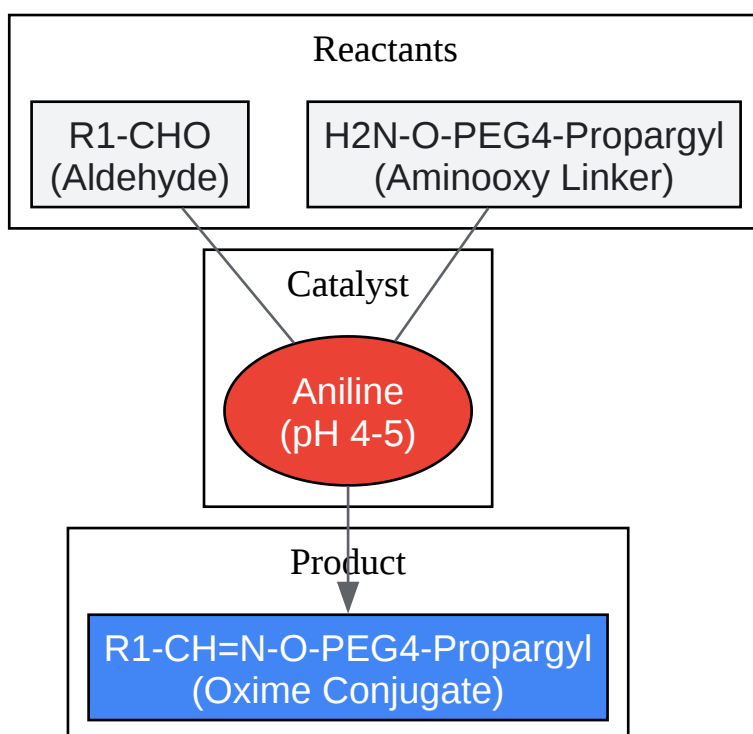 Reactants
R1-CHO
(Aldehyde)
H2N-O-PEG4-Propargyl
(Aminooxy Linker)
Catalyst
Aniline
(pH 4-5)
Product
R1-CH=N-O-PEG4-Propargyl
(Oxime Conjugate)